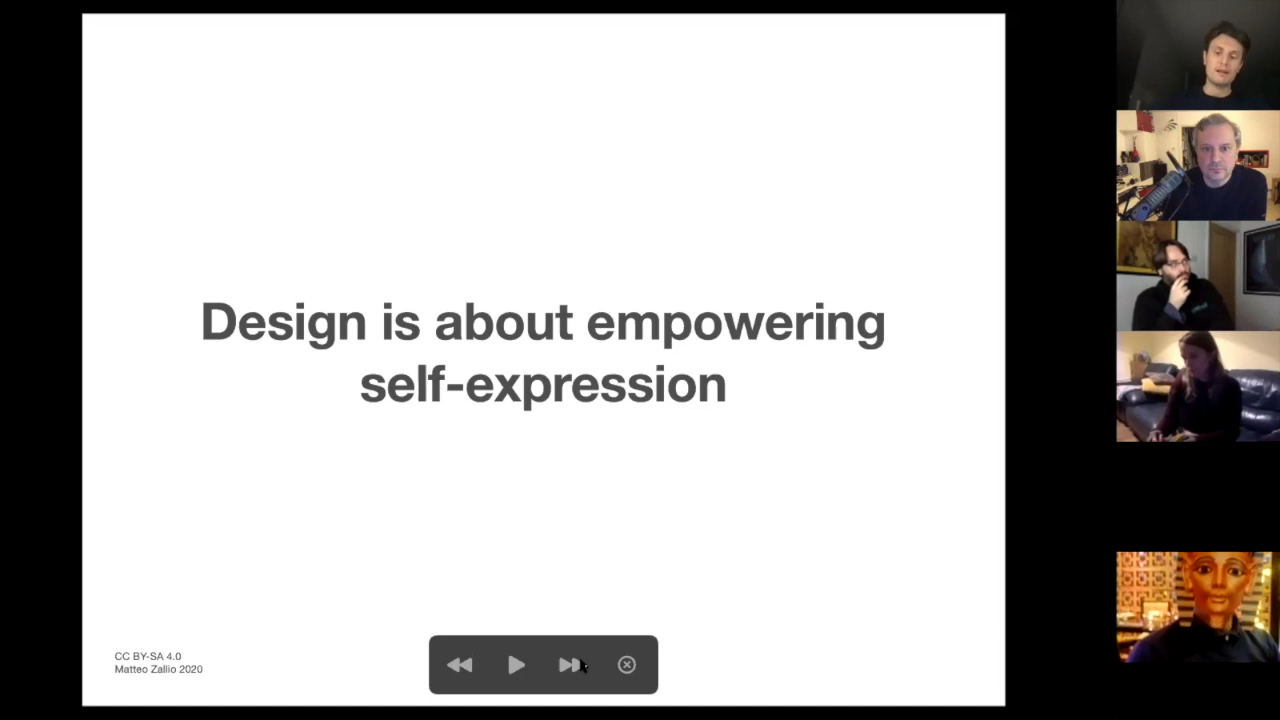 Design is about empowering
self-expression
CC BY-SA 4.0
Matteo Zallio 2020